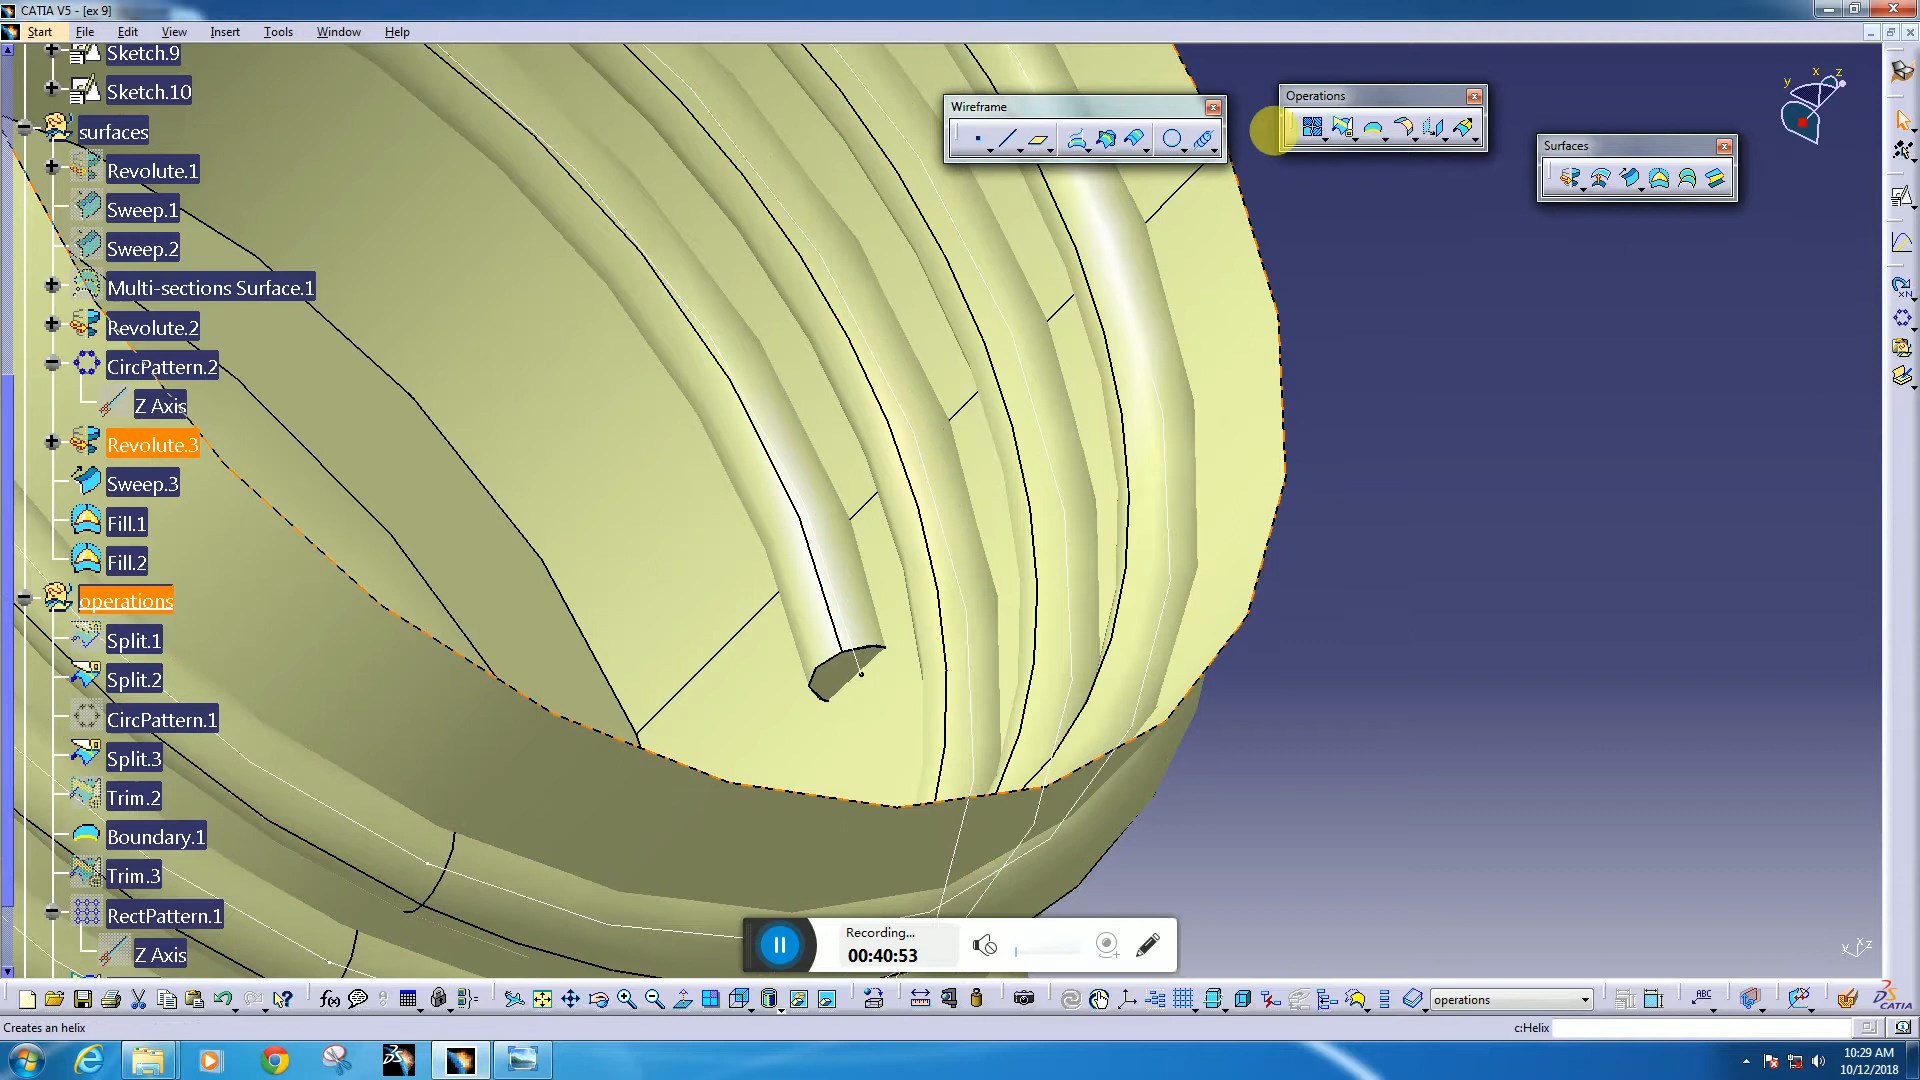 CATIA V5 - [ex 9]
Start File Edit View Insert Tools Window Help
Sketch.9
Sketch.10
surfaces
Revolute.1
Sweep.1
Sweep.2
Multi-sections Surface.1
Revolute.2
CircPattern.2
Z Axis
Revolute.3
Sweep.3
Fill.1
Fill.2
operations
Split.1
Split.2
CircPattern.1
Split.3
Trim.2
Boundary.1
Trim.3
RectPattern.1
Z Axis
Wireframe
Operations
Surfaces
y x z
Recording...
00:40:53
f(x)
operations
ABC
CATIA
Creates an helix
c:Helix
10:29 AM
10/12/2018